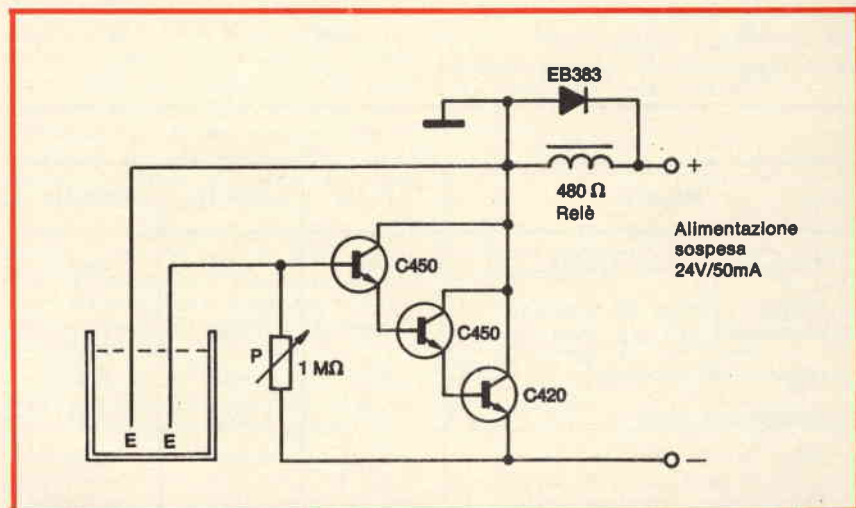 EB383
+
480 Ω
Relè
Alimentazione
sospesa
24V/50mA
C450
C450
P
1 MΩ
C420
E E
—